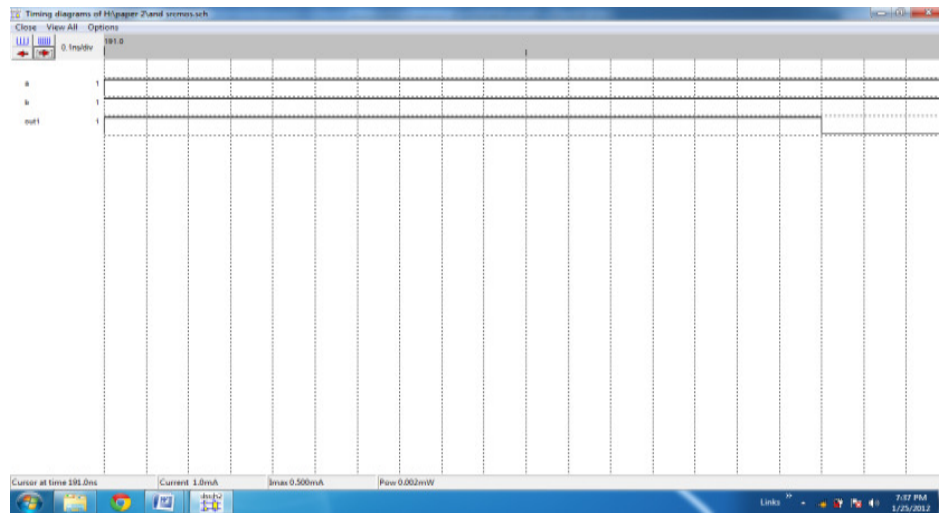 Timing diagrams of H:\paper 2\and srcmos.sch
Close View All Options
0.1ns/div
191.0
1
a 1
b 1
out1 1
Cursor at time 191.0ns
Current 1.0mA
Imax 0.500mA
Pow 0.002mW
dsch2
Links
7:37 PM
1/25/2012